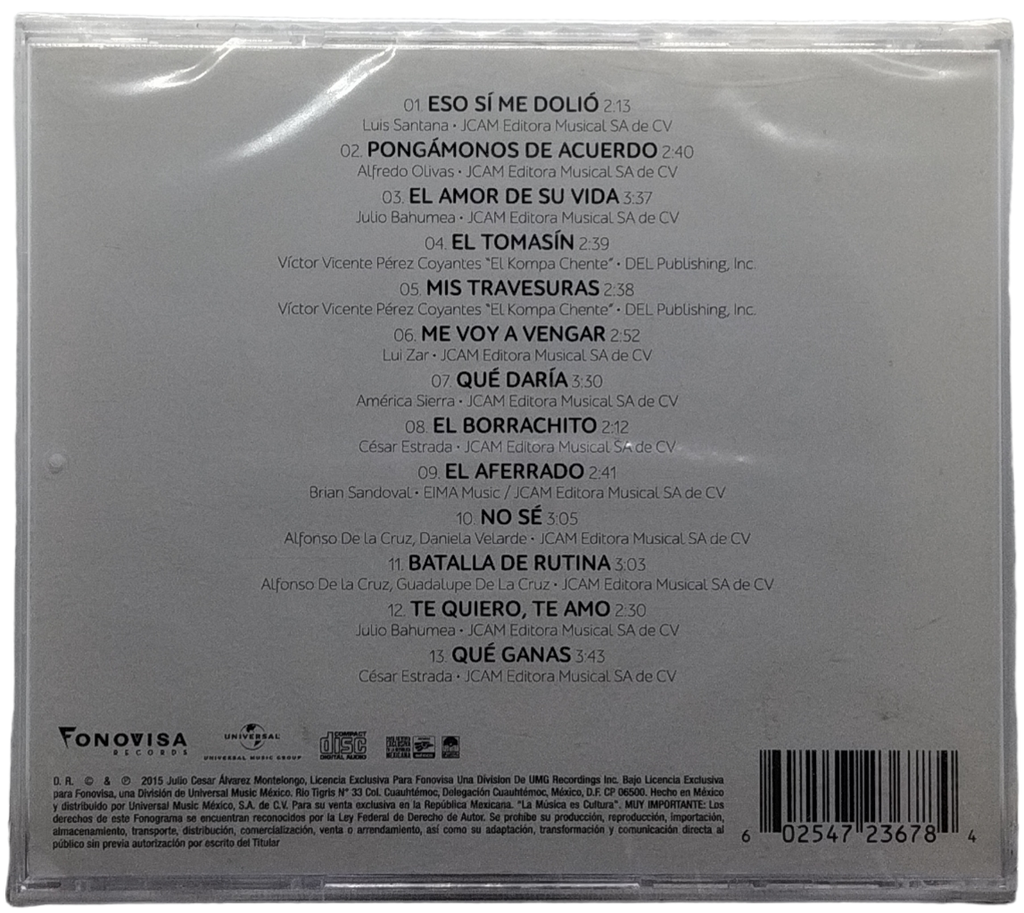 01. ESO SÍ ME DOLIÓ 2:13
Luis Santana • JCAM Editora Musical SA de CV
02. PONGÁMONOS DE ACUERDO 2:40
Alfredo Olivas • JCAM Editora Musical SA de CV
03. EL AMOR DE SU VIDA 3:37
Julio Bahumea • JCAM Editora Musical SA de CV
04. EL TOMASÍN 2:39
Víctor Vicente Pérez Coyantes "El Kompa Chente" • DEL Publishing, Inc.
05. MIS TRAVESURAS 2:38
Víctor Vicente Pérez Coyantes "El Kompa Chente" • DEL Publishing, Inc.
06. ME VOY A VENGAR 2:52
Lui Zar • JCAM Editora Musical SA de CV
07. QUÉ DARÍA 3:30
América Sierra • JCAM Editora Musical SA de CV
08. EL BORRACHITO 2:12
César Estrada • JCAM Editora Musical SA de CV
09. EL AFERRADO 2:41
Brian Sandoval • EIMA Music / JCAM Editora Musical SA de CV
10. NO SÉ 3:05
Alfonso De la Cruz, Daniela Velarde • JCAM Editora Musical SA de CV
11. BATALLA DE RUTINA 3:03
Alfonso De la Cruz, Guadalupe De La Cruz • JCAM Editora Musical SA de CV
12. TE QUIERO, TE AMO 2:30
Julio Bahumea • JCAM Editora Musical SA de CV
13. QUÉ GANAS 3:43
César Estrada • JCAM Editora Musical SA de CV
FONOVISA
RECORDS
UNIVERSAL
UNIVERSAL MUSIC GROUP
COMPACT
disc
DIGITAL AUDIO
D. R. © & ℗ 2015 Julio Cesar Álvarez Montelongo, Licencia Exclusiva Para Fonovisa Una Division De UMG Recordings Inc. Bajo Licencia Exclusiva
para Fonovisa, una División de Universal Music México. Río Tigris N° 33 Col. Cuauhtémoc, Delegación Cuauhtémoc, México, D.F. CP 06500. Hecho en México
y distribuido por Universal Music México, S.A. de C.V. Para su venta exclusiva en la República Mexicana. "La Música es Cultura". MUY IMPORTANTE: Los
derechos de este Fonograma se encuentran reconocidos por la Ley Federal de Derecho de Autor. Se prohibe su producción, reproducción, importación,
almacenamiento, transporte, distribución, comercialización, venta o arrendamiento, así como su adaptación, transformación y comunicación directa al
público sin previa autorización por escrito del Titular
6 02547 23678 4